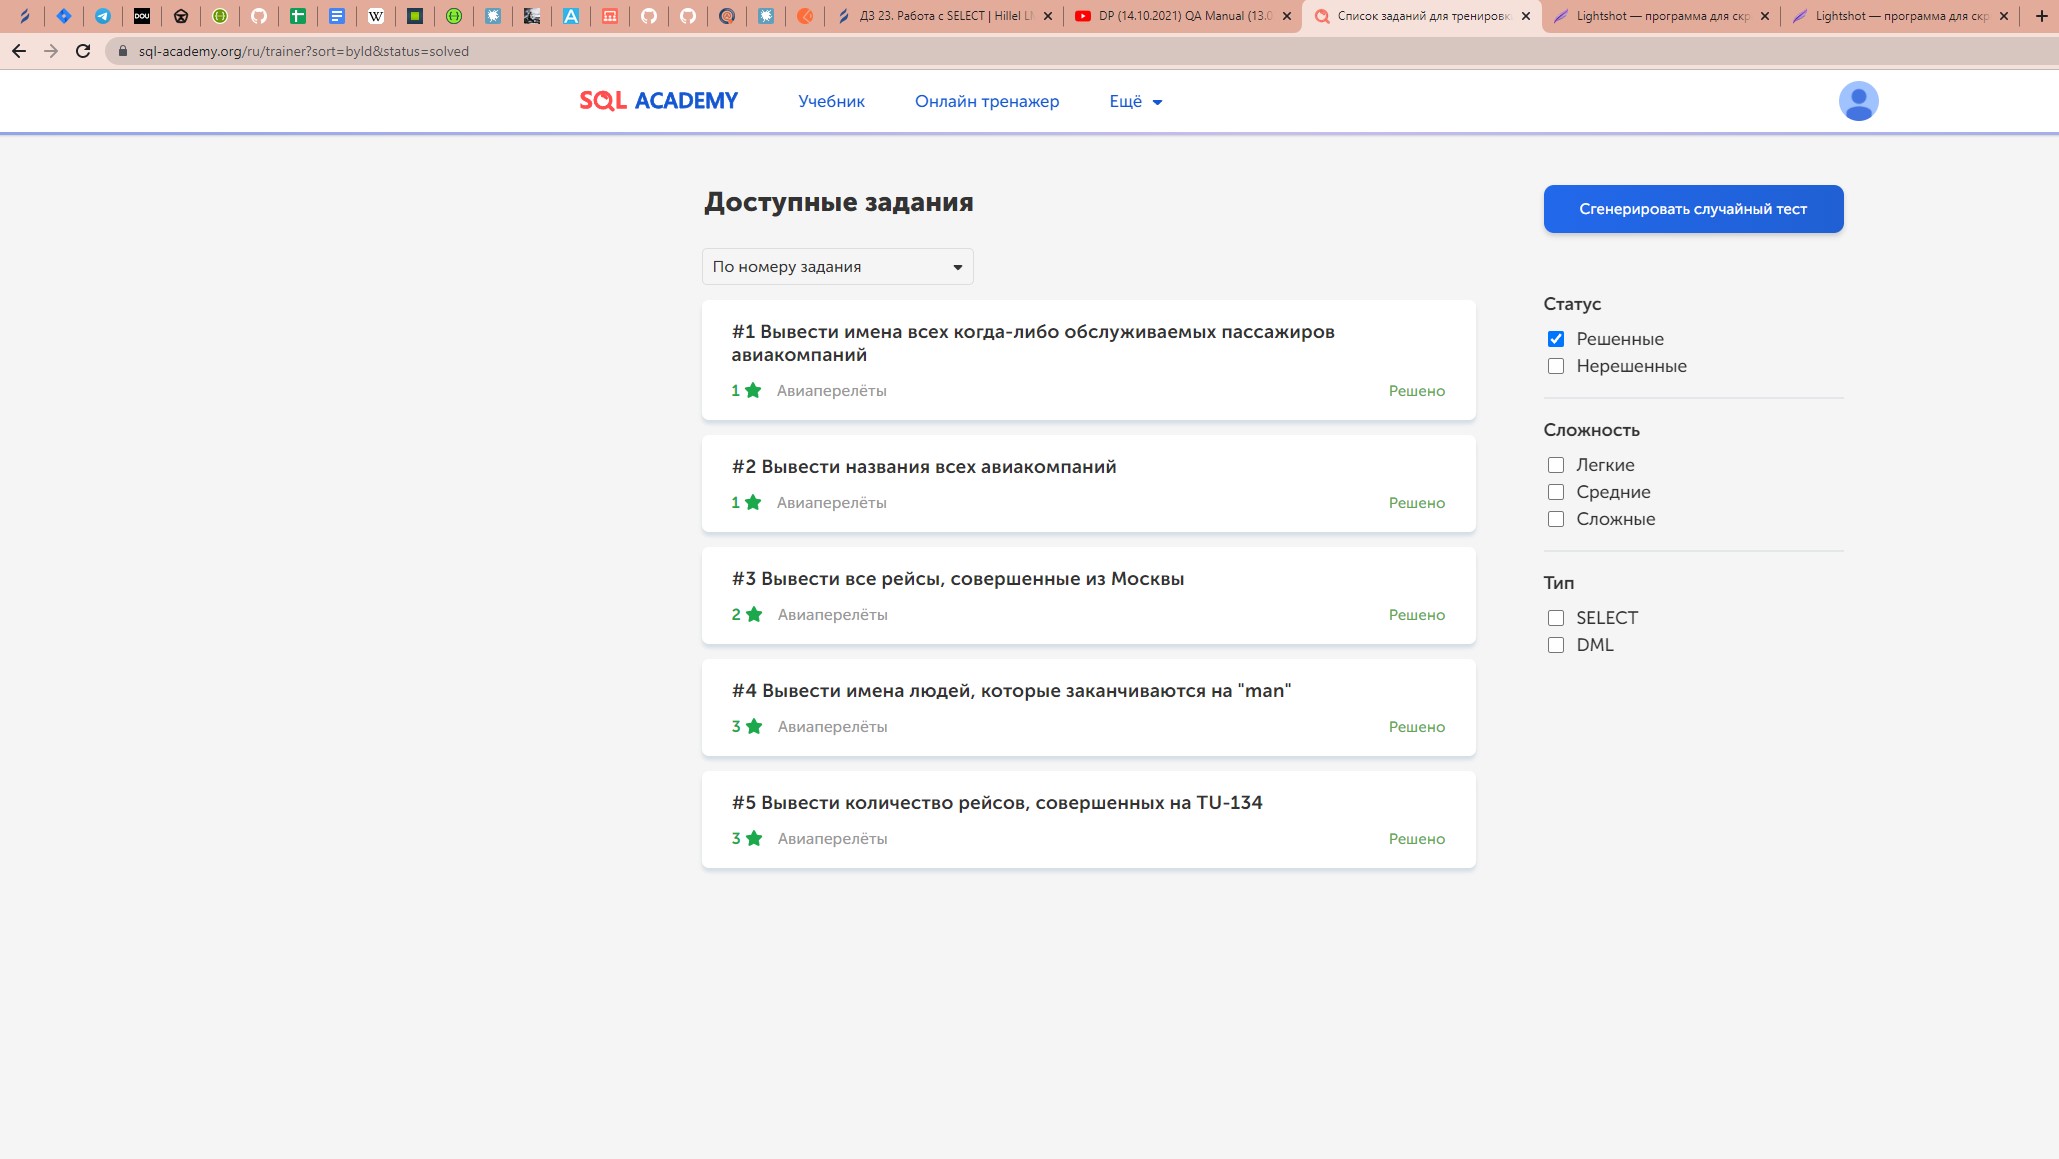 DOU
W
A
ДЗ 23. Работа с SELECT | Hillel
DP (14.10.2021) QA Manual (13.0
Список заданий для тренировк
Lightshot — программа для скр
Lightshot — программа для скр
sql-academy.org/ru/trainer?sort=byId&status=solved
SQL ACADEMY
Учебник
Онлайн тренажер
Ещё
Доступные задания
По номеру задания
#1 Вывести имена всех когда-либо обслуживаемых пассажиров
авиакомпаний
1 Авиаперелёты
Решено
#2 Вывести названия всех авиакомпаний
1 Авиаперелёты
Решено
#3 Вывести все рейсы, совершенные из Москвы
2 Авиаперелёты
Решено
#4 Вывести имена людей, которые заканчиваются на "man"
3 Авиаперелёты
Решено
#5 Вывести количество рейсов, совершенных на TU-134
3 Авиаперелёты
Решено
Сгенерировать случайный тест
Статус
Решенные
Нерешенные
Сложность
Легкие
Средние
Сложные
Тип
SELECT
DML